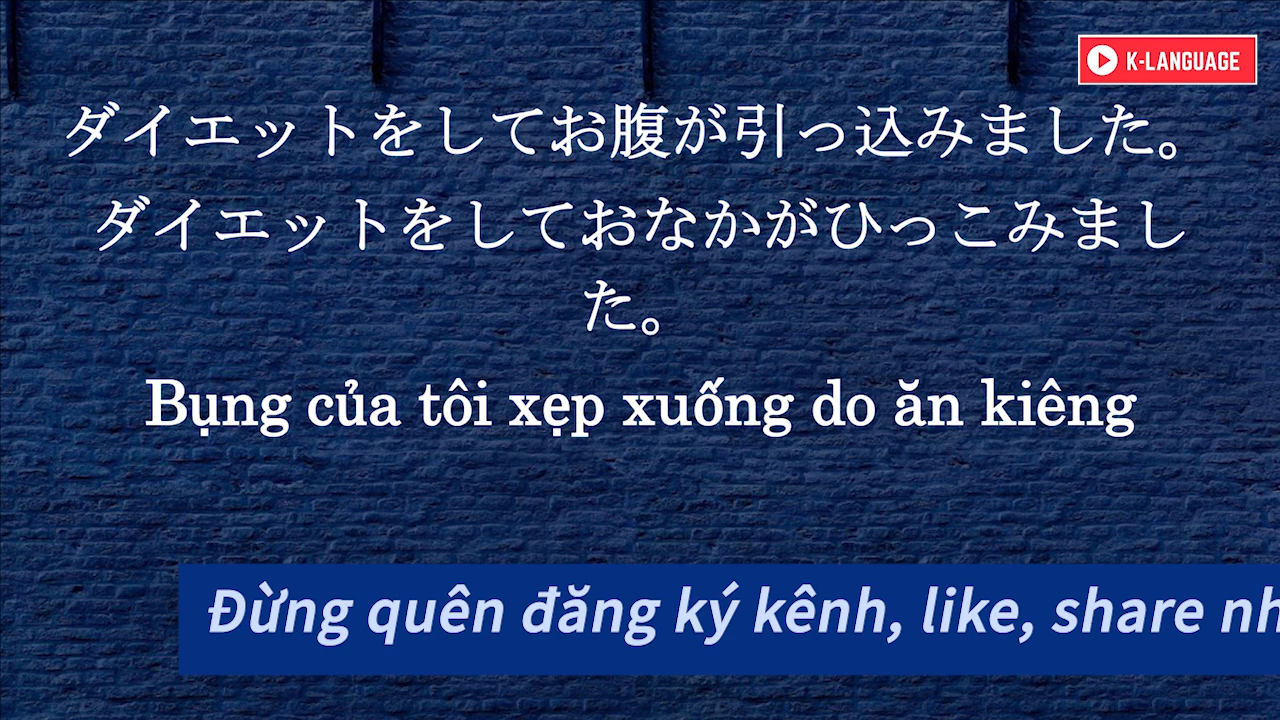 K-LANGUAGE
ダイエットをしてお腹が引っ込みました。
ダイエットをしておなかがひっこみまし
た。
Bụng của tôi xẹp xuống do ăn kiêng
Đừng quên đăng ký kênh, like, share